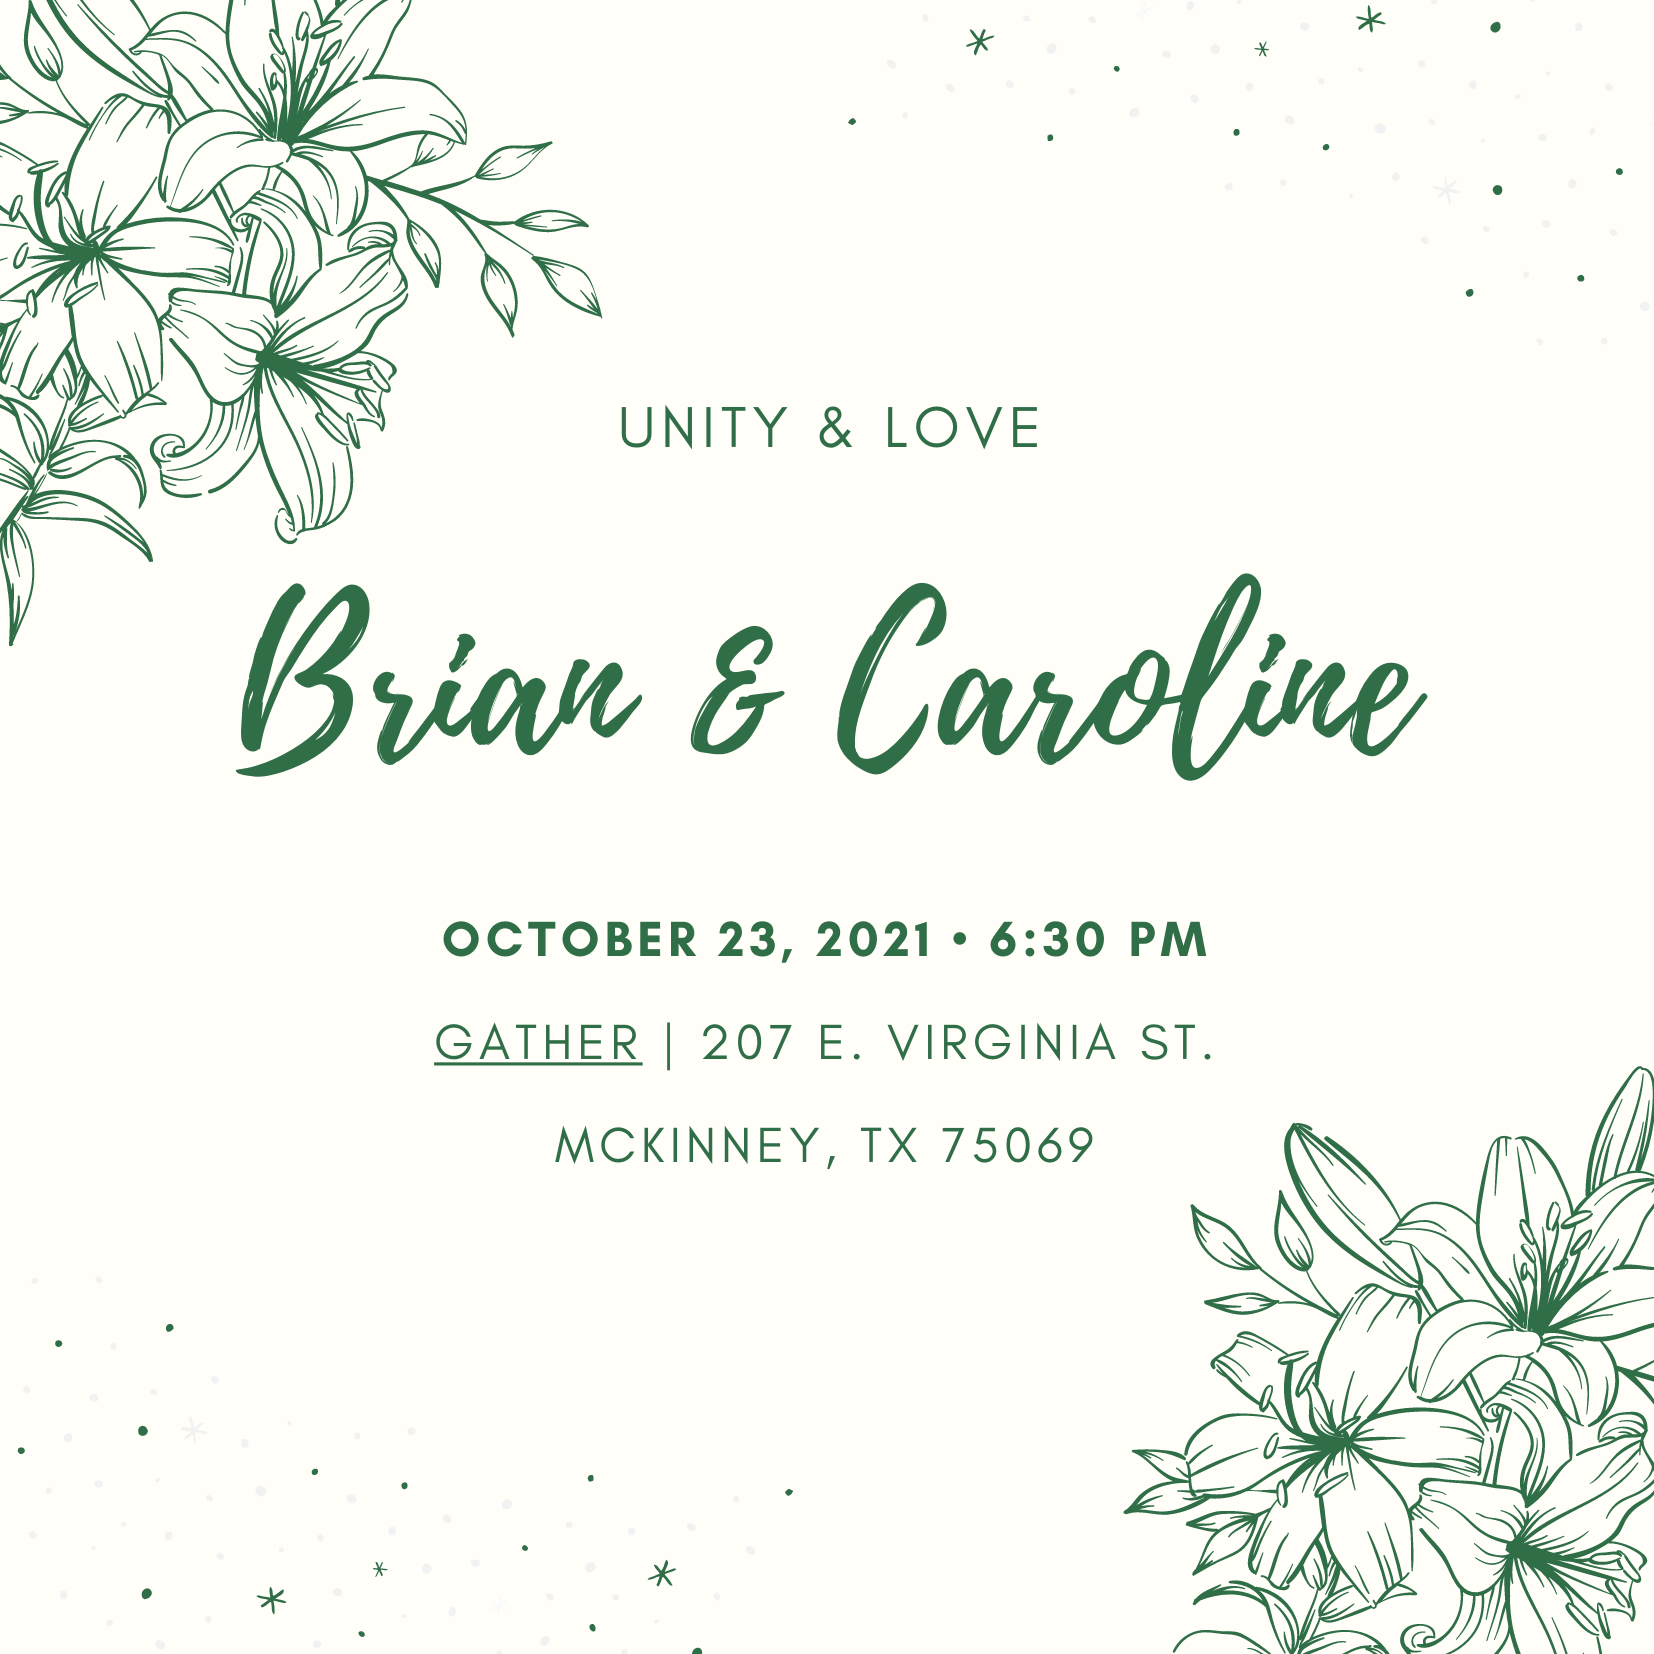 UNITY & LOVE
Brian & Caroline
OCTOBER 23, 2021 • 6:30 PM
GATHER | 207 E. VIRGINIA ST.
MCKINNEY, TX 75069